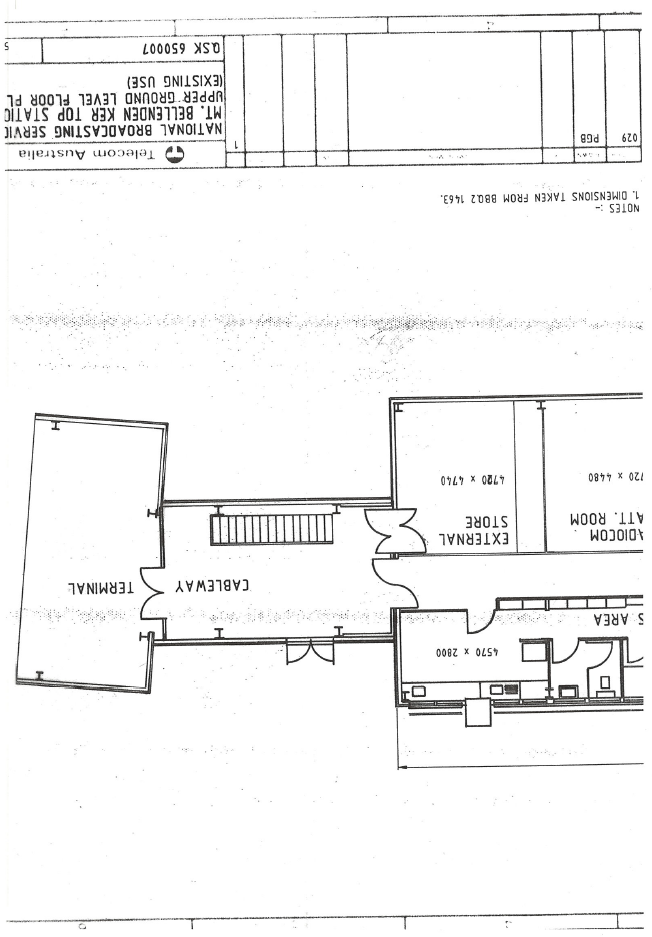 TERMINAL
CABLEWAY
4570 x 2800
S AREA
EXTERNAL
STORE
4720 x 4740
ADIOCOM
ATT. ROOM
720 x 4480
NOTES :-
1. DIMENSIONS TAKEN FROM BBQ2 1463.
029
PGB
1
Telecom Australia
NATIONAL BROADCASTING SERVIC
MT. BELLENDEN KER TOP STATIO
UPPER GROUND LEVEL FLOOR PL
(EXISTING USE)
QSK 650007